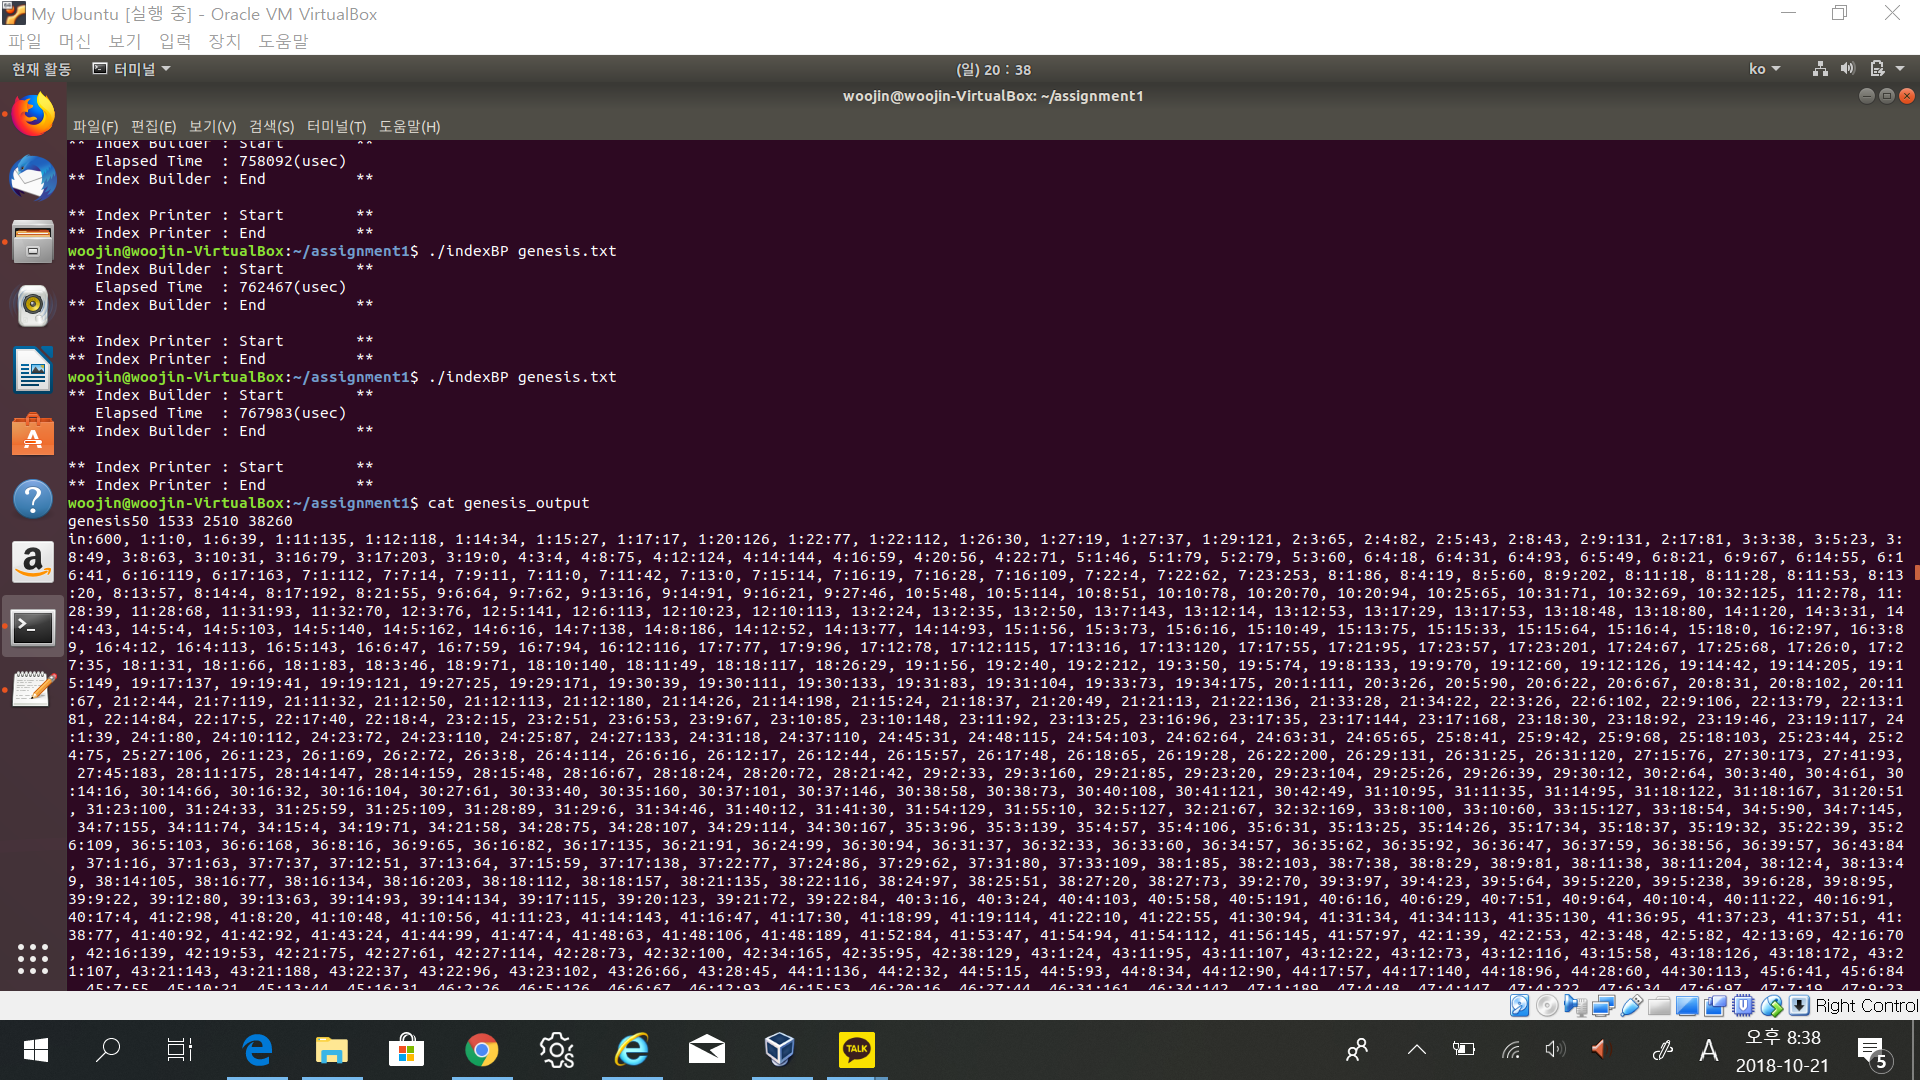 My Ubuntu [실행 중] - Oracle VM VirtualBox
파일 머신 보기 입력 장치 도움말
현재 활동 터미널 (일) 20 : 38 ko
woojin@woojin-VirtualBox: ~/assignment1
파일(F) 편집(E) 보기(V) 검색(S) 터미널(T) 도움말(H)
** Index Builder : Start **
Elapsed Time : 758092(usec)
** Index Builder : End **
** Index Printer : Start **
** Index Printer : End **
woojin@woojin-VirtualBox:~/assignment1$ ./indexBP genesis.txt
** Index Builder : Start **
Elapsed Time : 762467(usec)
** Index Builder : End **
** Index Printer : Start **
** Index Printer : End **
woojin@woojin-VirtualBox:~/assignment1$ ./indexBP genesis.txt
** Index Builder : Start **
Elapsed Time : 767983(usec)
** Index Builder : End **
** Index Printer : Start **
** Index Printer : End **
woojin@woojin-VirtualBox:~/assignment1$ cat genesis_output
genesis50 1533 2510 38260
in:600, 1:1:0, 1:6:39, 1:11:135, 1:12:118, 1:14:34, 1:15:27, 1:17:17, 1:20:126, 1:22:77, 1:22:112, 1:26:30, 1:27:19, 1:27:37, 1:29:121, 2:3:65, 2:4:82, 2:5:43, 2:8:43, 2:9:131, 2:17:81, 3:3:38, 3:5:23, 3:
8:49, 3:8:63, 3:10:31, 3:16:79, 3:17:203, 3:19:0, 4:3:4, 4:8:75, 4:12:124, 4:14:144, 4:16:59, 4:20:56, 4:22:71, 5:1:46, 5:1:79, 5:2:79, 5:3:60, 6:4:18, 6:4:31, 6:4:93, 6:5:49, 6:8:21, 6:9:67, 6:14:55, 6:1
6:41, 6:16:119, 6:17:163, 7:1:112, 7:7:14, 7:9:11, 7:11:0, 7:11:42, 7:13:0, 7:15:14, 7:16:19, 7:16:28, 7:16:109, 7:22:4, 7:22:62, 7:23:253, 8:1:86, 8:4:19, 8:5:60, 8:9:202, 8:11:18, 8:11:28, 8:11:53, 8:13
:20, 8:13:57, 8:14:4, 8:17:192, 8:21:55, 9:6:64, 9:7:62, 9:13:16, 9:14:91, 9:16:21, 9:27:46, 10:5:48, 10:5:114, 10:8:51, 10:10:78, 10:20:70, 10:20:94, 10:25:65, 10:31:71, 10:32:69, 10:32:125, 11:2:78, 11:
28:39, 11:28:68, 11:31:93, 11:32:70, 12:3:76, 12:5:141, 12:6:113, 12:10:23, 12:10:113, 13:2:24, 13:2:35, 13:2:50, 13:7:143, 13:12:14, 13:12:53, 13:17:29, 13:17:53, 13:18:48, 13:18:80, 14:1:20, 14:3:31, 14
:4:43, 14:5:4, 14:5:103, 14:5:140, 14:5:162, 14:6:16, 14:7:138, 14:8:186, 14:12:52, 14:13:77, 14:14:93, 15:1:56, 15:3:73, 15:6:16, 15:10:49, 15:13:75, 15:15:33, 15:15:64, 15:16:4, 15:18:0, 16:2:97, 16:3:8
9, 16:4:12, 16:4:113, 16:5:143, 16:6:47, 16:7:59, 16:7:94, 16:12:116, 17:7:77, 17:9:96, 17:12:78, 17:12:115, 17:13:16, 17:13:120, 17:17:55, 17:21:95, 17:23:57, 17:23:201, 17:24:67, 17:25:68, 17:26:0, 17:2
7:35, 18:1:31, 18:1:66, 18:1:83, 18:3:46, 18:9:71, 18:10:140, 18:11:49, 18:18:117, 18:26:29, 19:1:56, 19:2:40, 19:2:212, 19:3:50, 19:5:74, 19:8:133, 19:9:70, 19:12:60, 19:12:126, 19:14:42, 19:14:205, 19:1
5:149, 19:17:137, 19:19:41, 19:19:121, 19:27:25, 19:29:171, 19:30:39, 19:30:111, 19:30:133, 19:31:83, 19:31:104, 19:33:73, 19:34:175, 20:1:111, 20:3:26, 20:5:90, 20:6:22, 20:6:67, 20:8:31, 20:8:102, 20:11
:67, 21:2:44, 21:7:119, 21:11:32, 21:12:50, 21:12:113, 21:12:180, 21:14:26, 21:14:198, 21:15:24, 21:18:37, 21:20:49, 21:21:13, 21:22:136, 21:33:28, 21:34:22, 22:3:26, 22:6:102, 22:9:106, 22:13:79, 22:13:1
81, 22:14:84, 22:17:5, 22:17:40, 22:18:4, 23:2:15, 23:2:51, 23:6:53, 23:9:67, 23:10:85, 23:10:148, 23:11:92, 23:13:25, 23:16:96, 23:17:35, 23:17:144, 23:17:168, 23:18:30, 23:18:92, 23:19:46, 23:19:117, 24
:1:39, 24:1:80, 24:10:112, 24:23:72, 24:23:110, 24:25:87, 24:27:133, 24:31:18, 24:37:110, 24:45:31, 24:48:115, 24:54:103, 24:62:64, 24:63:31, 24:65:65, 25:8:41, 25:9:42, 25:9:68, 25:18:103, 25:23:44, 25:2
4:75, 25:27:106, 26:1:23, 26:1:69, 26:2:72, 26:3:8, 26:4:114, 26:6:16, 26:12:17, 26:12:44, 26:15:57, 26:17:48, 26:18:65, 26:19:28, 26:22:200, 26:29:131, 26:31:25, 26:31:120, 27:15:76, 27:30:173, 27:41:93,
27:45:183, 28:11:175, 28:14:147, 28:14:159, 28:15:48, 28:16:67, 28:18:24, 28:20:72, 28:21:42, 29:2:33, 29:3:160, 29:21:85, 29:23:20, 29:23:104, 29:25:26, 29:26:39, 29:30:12, 30:2:64, 30:3:40, 30:4:61, 30
:14:16, 30:14:66, 30:16:32, 30:16:104, 30:27:61, 30:33:40, 30:35:160, 30:37:101, 30:37:146, 30:38:58, 30:38:73, 30:40:108, 30:41:121, 30:42:49, 31:10:95, 31:11:35, 31:14:95, 31:18:122, 31:18:167, 31:20:51
, 31:23:100, 31:24:33, 31:25:59, 31:25:109, 31:28:89, 31:29:6, 31:34:46, 31:40:12, 31:41:30, 31:54:129, 31:55:10, 32:5:127, 32:21:67, 32:32:169, 33:8:100, 33:10:60, 33:15:127, 33:18:54, 34:5:90, 34:7:145,
34:7:155, 34:11:74, 34:15:4, 34:19:71, 34:21:58, 34:28:75, 34:28:107, 34:29:114, 34:30:167, 35:3:96, 35:3:139, 35:4:57, 35:4:106, 35:6:31, 35:13:25, 35:14:26, 35:17:34, 35:18:37, 35:19:32, 35:22:39, 35:2
6:109, 36:5:103, 36:6:168, 36:8:16, 36:9:65, 36:16:82, 36:17:135, 36:21:91, 36:24:99, 36:30:94, 36:31:37, 36:32:33, 36:33:60, 36:34:57, 36:35:62, 36:35:92, 36:36:47, 36:37:59, 36:38:56, 36:39:57, 36:43:84
, 37:1:16, 37:1:63, 37:7:37, 37:12:51, 37:13:64, 37:15:59, 37:17:138, 37:22:77, 37:24:86, 37:29:62, 37:31:80, 37:33:109, 38:1:85, 38:2:103, 38:7:38, 38:8:29, 38:9:81, 38:11:38, 38:11:204, 38:12:4, 38:13:4
9, 38:14:105, 38:16:77, 38:16:134, 38:16:203, 38:18:112, 38:18:157, 38:21:135, 38:22:116, 38:24:97, 38:25:51, 38:27:20, 38:27:73, 39:2:70, 39:3:97, 39:4:23, 39:5:64, 39:5:220, 39:5:238, 39:6:28, 39:8:95,
39:9:22, 39:12:80, 39:13:63, 39:14:93, 39:14:134, 39:17:115, 39:20:123, 39:21:72, 39:22:84, 40:3:16, 40:3:24, 40:4:103, 40:5:58, 40:5:191, 40:6:16, 40:6:29, 40:7:51, 40:9:64, 40:10:4, 40:11:22, 40:16:91,
40:17:4, 41:2:98, 41:8:20, 41:10:48, 41:10:56, 41:11:23, 41:14:143, 41:16:47, 41:17:30, 41:18:99, 41:19:114, 41:22:10, 41:22:55, 41:30:94, 41:31:34, 41:34:113, 41:35:130, 41:36:95, 41:37:23, 41:37:51, 41:
38:77, 41:40:92, 41:42:92, 41:43:24, 41:44:99, 41:47:4, 41:48:63, 41:48:106, 41:48:189, 41:52:84, 41:53:47, 41:54:94, 41:54:112, 41:56:145, 41:57:97, 42:1:39, 42:2:53, 42:3:48, 42:5:82, 42:13:69, 42:16:70
, 42:16:139, 42:19:53, 42:21:75, 42:27:61, 42:27:114, 42:28:73, 42:32:100, 42:34:165, 42:35:95, 42:38:129, 43:1:24, 43:11:95, 43:11:107, 43:12:22, 43:12:73, 43:12:116, 43:15:58, 43:18:126, 43:18:172, 43:2
1:107, 43:21:143, 43:21:188, 43:22:37, 43:22:96, 43:23:102, 43:26:66, 43:28:45, 44:1:136, 44:2:32, 44:5:15, 44:5:93, 44:8:34, 44:12:90, 44:17:57, 44:17:140, 44:18:96, 44:28:60, 44:30:113, 45:6:41, 45:6:84
, 45:7:55, 45:10:21, 45:13:44, 45:16:31, 46:2:26, 46:5:126, 46:6:67, 46:12:93, 46:15:53, 46:20:16, 46:27:44, 46:31:161, 46:34:142, 47:1:189, 47:4:48, 47:4:147, 47:4:222, 47:6:34, 47:6:97, 47:7:19, 47:9:23
Right Control
TALK
A
오후 8:38
2018-10-21
5